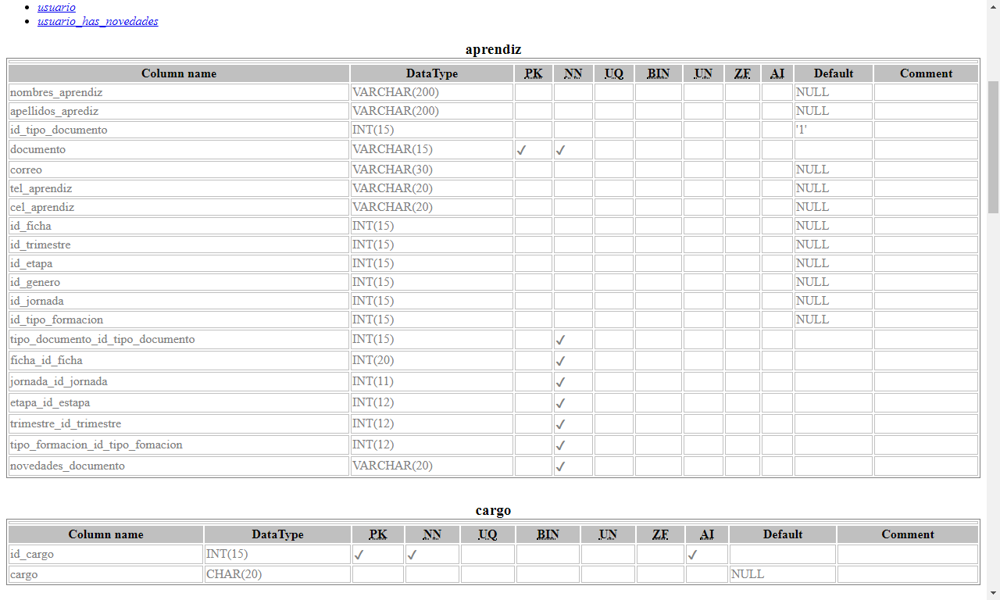 usuario
usuario_has_novedades
aprendiz
Column name DataType PK NN UQ BIN UN ZF AI Default Comment
nombres_aprendiz VARCHAR(200) NULL
apellidos_aprediz VARCHAR(200) NULL
id_tipo_documento INT(15) '1'
documento VARCHAR(15) ✓ ✓
correo VARCHAR(30) NULL
tel_aprendiz VARCHAR(20) NULL
cel_aprendiz VARCHAR(20) NULL
id_ficha INT(15) NULL
id_trimestre INT(15) NULL
id_etapa INT(15) NULL
id_genero INT(15) NULL
id_jornada INT(15) NULL
id_tipo_formacion INT(15) NULL
tipo_documento_id_tipo_documento INT(15) ✓
ficha_id_ficha INT(20) ✓
jornada_id_jornada INT(11) ✓
etapa_id_estapa INT(12) ✓
trimestre_id_trimestre INT(12) ✓
tipo_formacion_id_tipo_fomacion INT(12) ✓
novedades_documento VARCHAR(20) ✓
cargo
Column name DataType PK NN UQ BIN UN ZF AI Default Comment
id_cargo INT(15) ✓ ✓ ✓
cargo CHAR(20) NULL